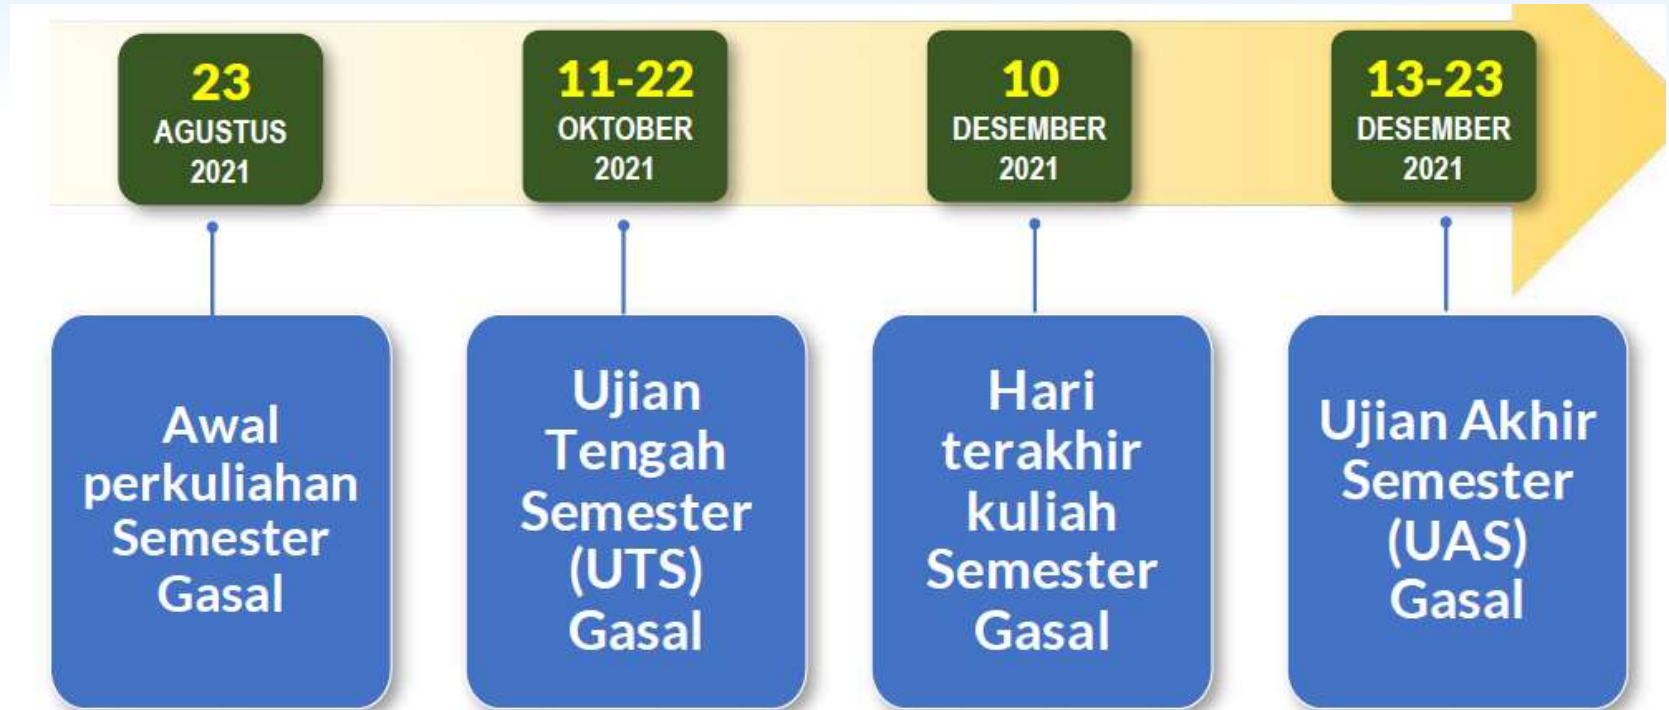 23
AGUSTUS
2021
11-22
OKTOBER
2021
10
DESEMBER
2021
13-23
DESEMBER
2021
Awal
perkuliahan
Semester
Gasal
Ujian
Tengah
Semester
(UTS)
Gasal
Hari
terakhir
kuliah
Semester
Gasal
Ujian Akhir
Semester
(UAS)
Gasal